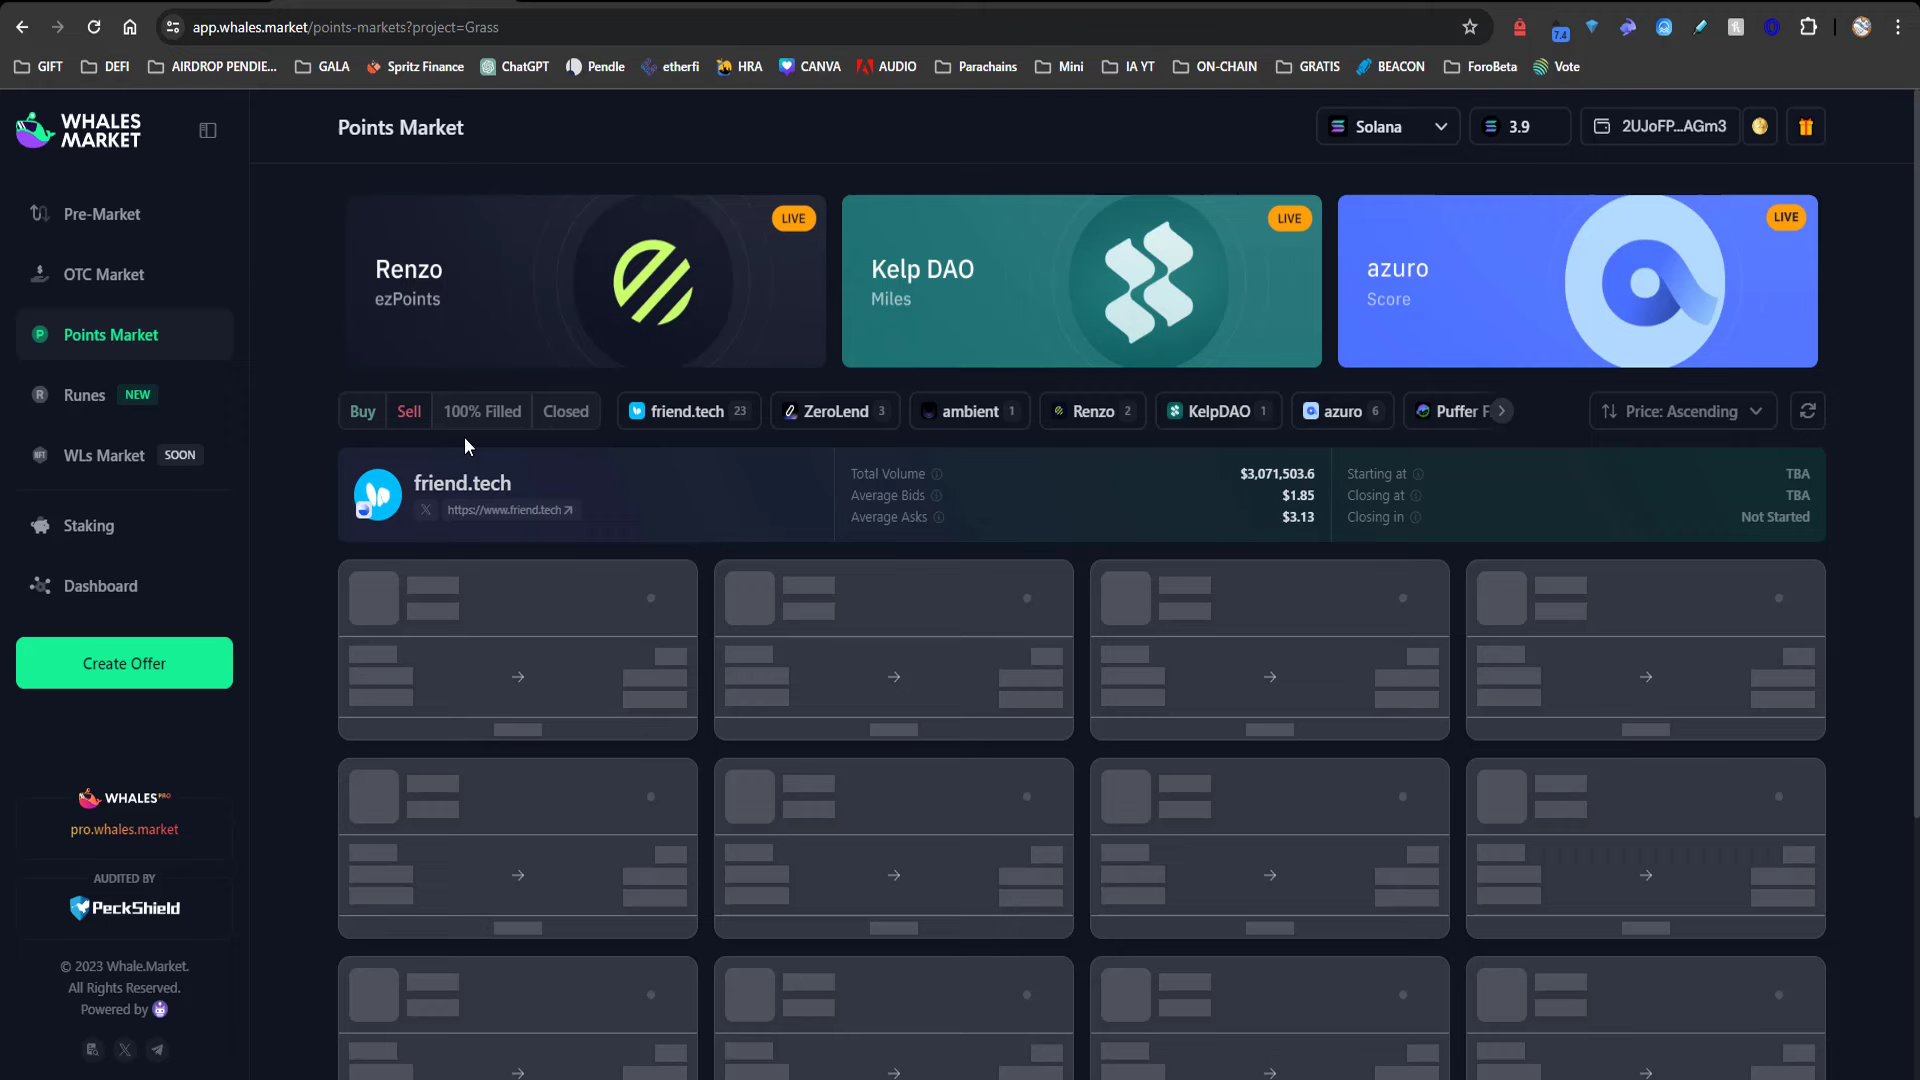 app.whales.market/points-markets?project=Grass
7.4
GIFT DEFI AIRDROP PENDIE... GALA Spritz Finance ChatGPT Pendle etherfi HRA CANVA AUDIO Parachains Mini IA YT ON-CHAIN GRATIS BEACON ForoBeta Vote
WHALES
MARKET
Points Market
Solana
3.9
2UJoFP...AGm3
Pre-Market
OTC Market
Points Market
Runes NEW
WLs Market SOON
Staking
Dashboard
Create Offer
WHALES PRO
pro.whales.market
AUDITED BY
PeckShield
© 2023 Whale.Market.
All Rights Reserved.
Powered by
LIVE
Renzo
ezPoints
LIVE
Kelp DAO
Miles
LIVE
azuro
Score
Buy Sell 100% Filled Closed
friend.tech 23 ZeroLend 3 ambient 1 Renzo 2 KelpDAO 1 azuro 6 Puffer F
Price: Ascending
friend.tech
https://www.friend.tech
Total Volume $3,071,503.6
Average Bids $1.85
Average Asks $3.13
Starting at TBA
Closing at TBA
Closing in Not Started